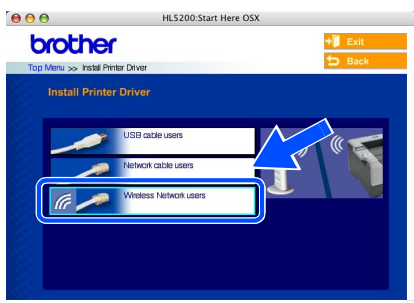 HL5200:Start Here OSX
brother
Exit
Back
Top Menu >> Install Printer Driver
Install Printer Driver
USB cable users
Network cable users
Wireless Network users